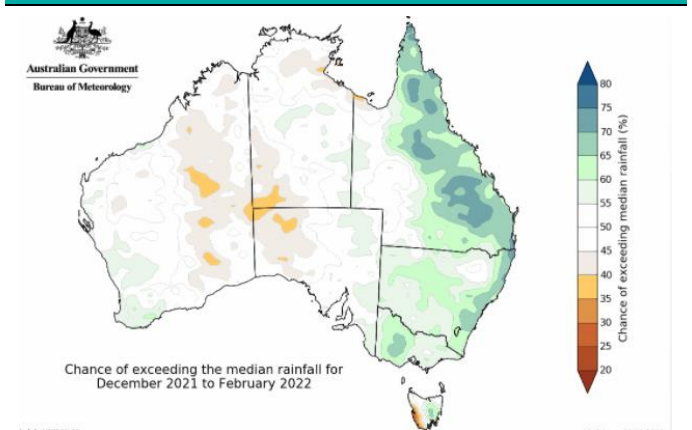 Australian Government
Bureau of Meteorology
80
75
70
65
60
55
50
45
40
35
30
25
20
Chance of exceeding median rainfall (%)
Chance of exceeding the median rainfall for
December 2021 to February 2022